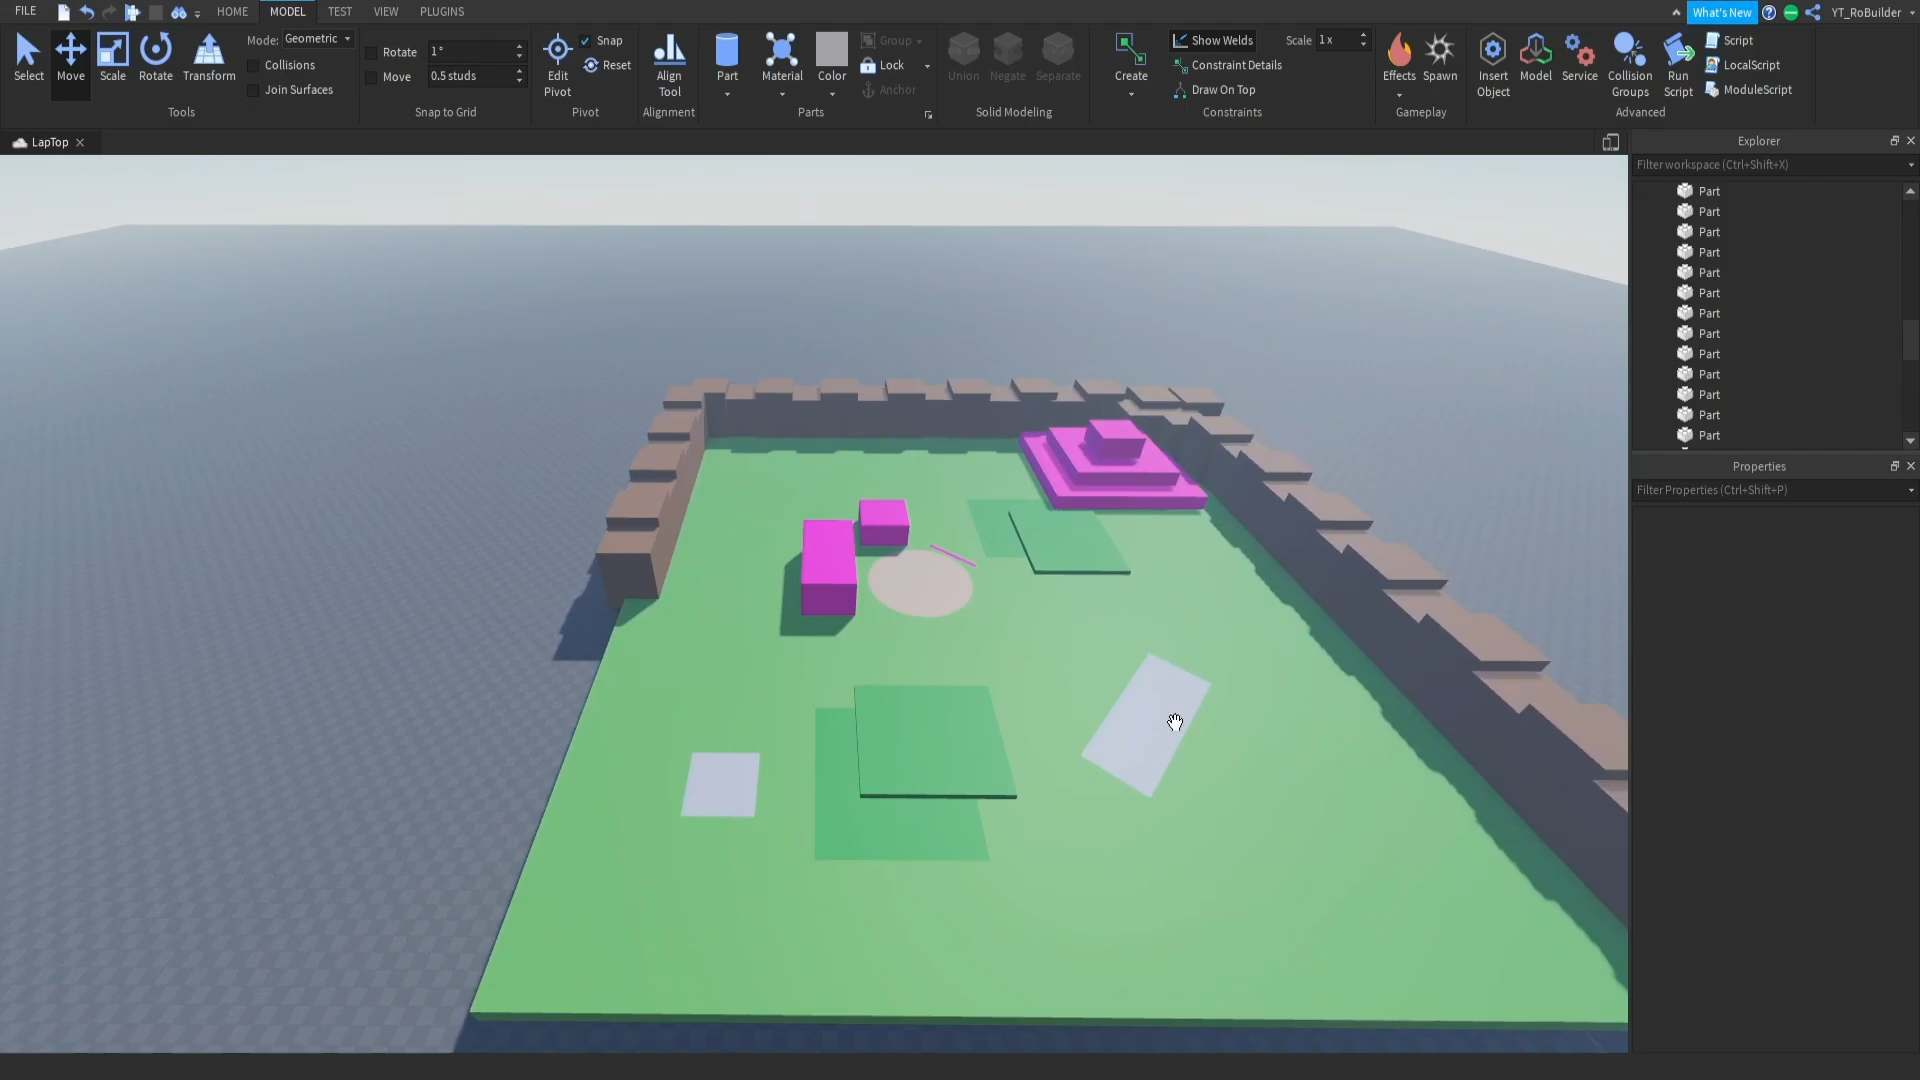 FILE HOME MODEL TEST VIEW PLUGINS What's New YT_RoBuilder
Select Move Scale Rotate Transform
Mode: Geometric
Collisions
Join Surfaces
Tools
Rotate 1°
Move 0.5 studs
Snap to Grid
Edit Pivot
Snap
Reset
Pivot
Align Tool
Alignment
Part Material Color
Group
Lock
Anchor
Parts
Union Negate Separate
Solid Modeling
Create
Show Welds
Constraint Details
Draw On Top
Scale 1x
Constraints
Effects Spawn
Gameplay
Insert Object
Model
Service
Collision Groups
Run Script
Script
LocalScript
ModuleScript
Advanced
LapTop
Explorer
Filter workspace (Ctrl+Shift+X)
Part
Part
Part
Part
Part
Part
Part
Part
Part
Part
Part
Part
Part
Properties
Filter Properties (Ctrl+Shift+P)